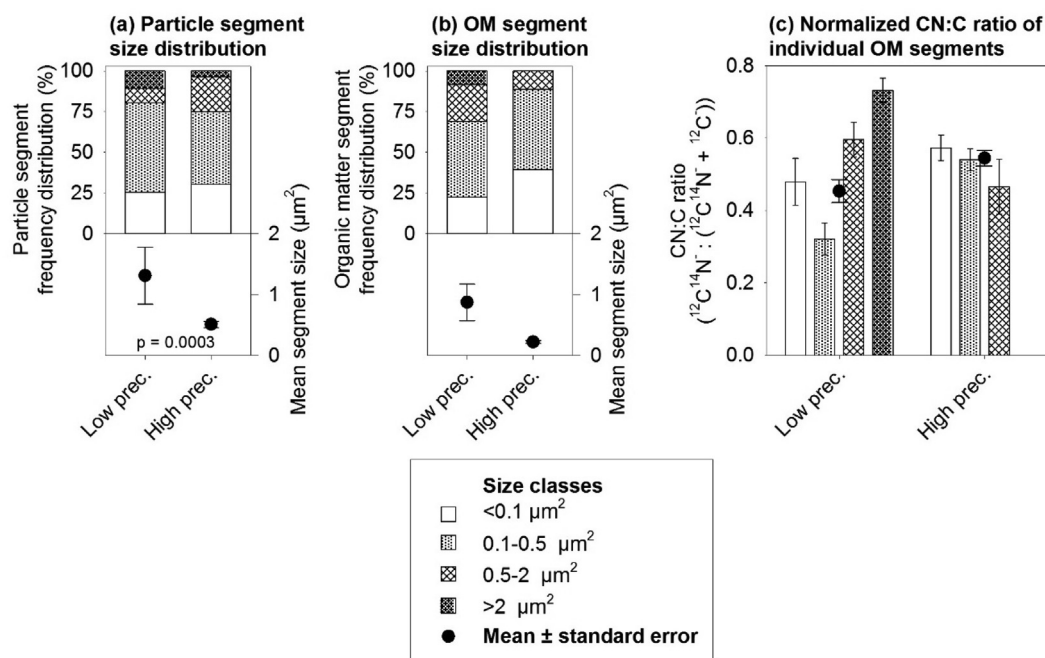 (a) Particle segment
size distribution
(b) OM segment
size distribution
(c) Normalized CN:C ratio of
individual OM segments
Particle segment
frequency distribution (%)
100
75
50
25
0
Mean segment size (µm²)
2
1
0
p = 0.0003
Low prec.
High prec.
Organic matter segment
frequency distribution (%)
100
75
50
25
0
Mean segment size (µm²)
2
1
0
Low prec.
High prec.
CN:C ratio
(¹²C¹⁴N⁻ : (¹²C¹⁴N⁻ + ¹²C⁻))
0.8
0.6
0.4
0.2
0.0
Low prec.
High prec.
Size classes
<0.1 µm²
0.1-0.5 µm²
0.5-2 µm²
>2 µm²
Mean ± standard error